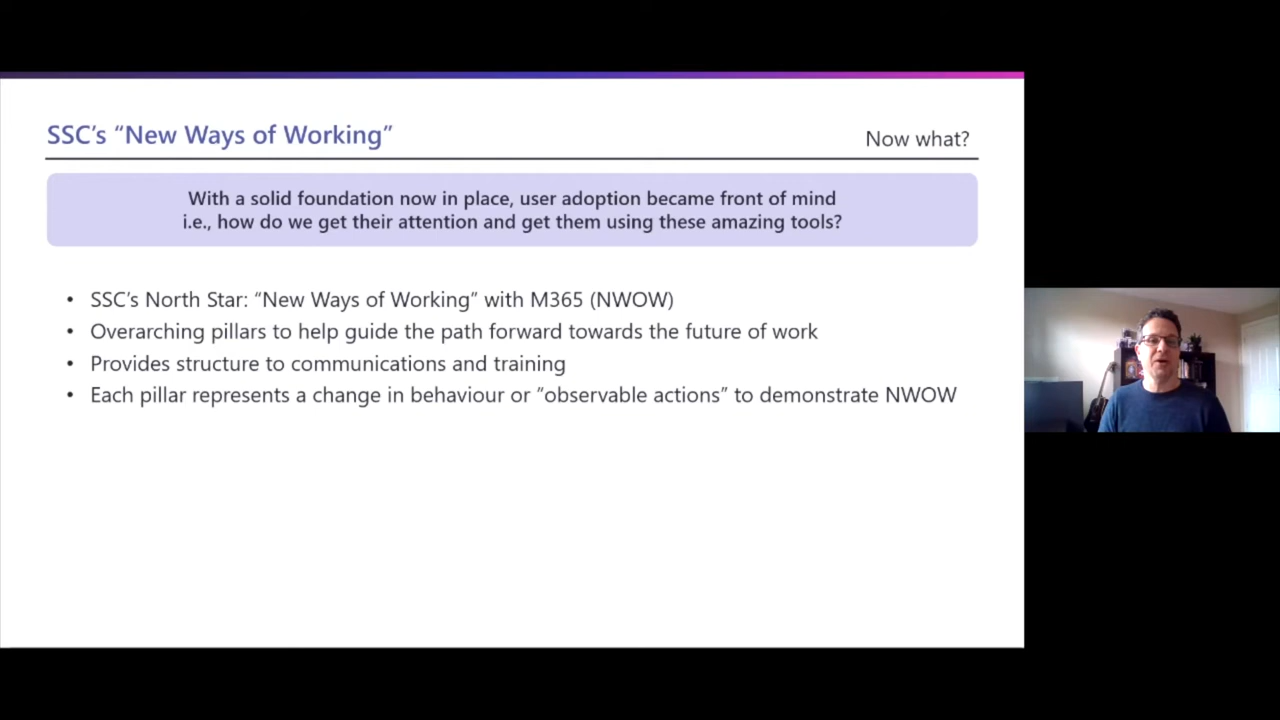 SSC’s “New Ways of Working”
Now what?
With a solid foundation now in place, user adoption became front of mind
i.e., how do we get their attention and get them using these amazing tools?
• SSC’s North Star: “New Ways of Working” with M365 (NWOW)
• Overarching pillars to help guide the path forward towards the future of work
• Provides structure to communications and training
• Each pillar represents a change in behaviour or “observable actions” to demonstrate NWOW